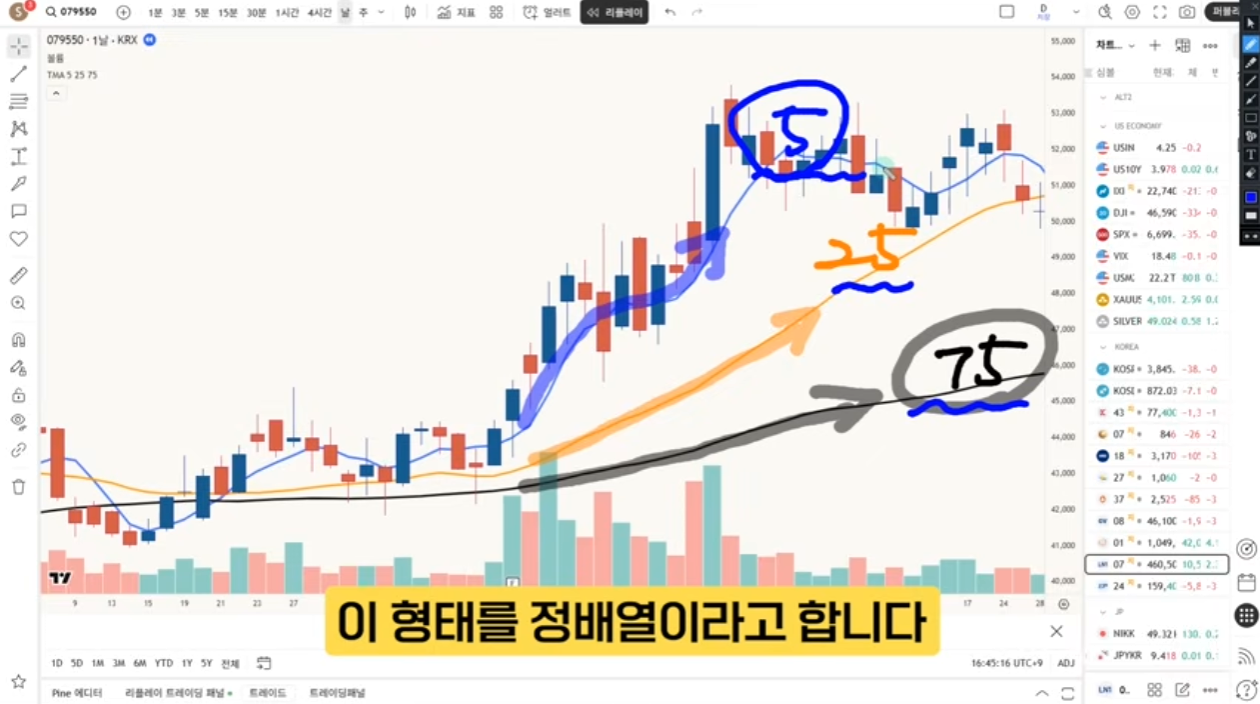 S 3 079550 1분 3분 5분 15분 30분 1시간 4시간 날 주 지표 얼러트 리플레이 D 저장 퍼블리
079550 · 1날 · KRX
볼륨
TMA 5 25 75
5
25
75
55,000
54,000
53,000
52,000
51,000
50,000
49,000
48,000
47,000
46,000
45,000
44,000
43,000
42,000
41,000
40,000
9 13 15 19 23 27 17 24 28
이 형태를 정배열이라고 합니다
1D 5D 1M 3M 6M YTD 1Y 5Y 전체 16:45:16 UTC+9 ADJ
Pine 에디터 리플레이 트레이딩 패널 트레이드 트레이딩패널
차트...
심볼 현재. 체 변
ALT2
US ECONOMY
USIN 4.25 -0.2
US10Y 3.978 0.02 0.6
IXI 22,740 -21
DJI 46,590 -334 -0
SPX 6,699. -35. -0
VIX 18.48 -0.1 -0
USMC 22.2T 80B 0.
XAUUS 4,101. 2.59 0.0
SILVER 49.024 0.58 1.
KOREA
KOSF 3,845. -38. -0
KOSI 872.03 -7.1 -0
43 77,400 -1,3 -1
07 846 -26 -2
18 3,170 -105 -3
27 1,060 -2 -0
37 2,525 -85 -3
08 46,100 -1,9 -3
01 1,049, 42,0 4.
LN1 07 460,50 10,5 2.
24 159,40 -5,8 -3
JP
NIKK 49.321 130. 0.2
JPYKR 9.418 0.01 0.1
LN1 0..